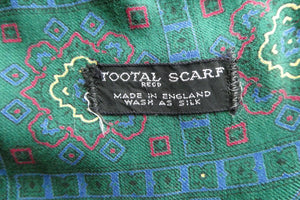 TOOTAL SCARF
REGD
MADE IN ENGLAND
WASH AS SILK